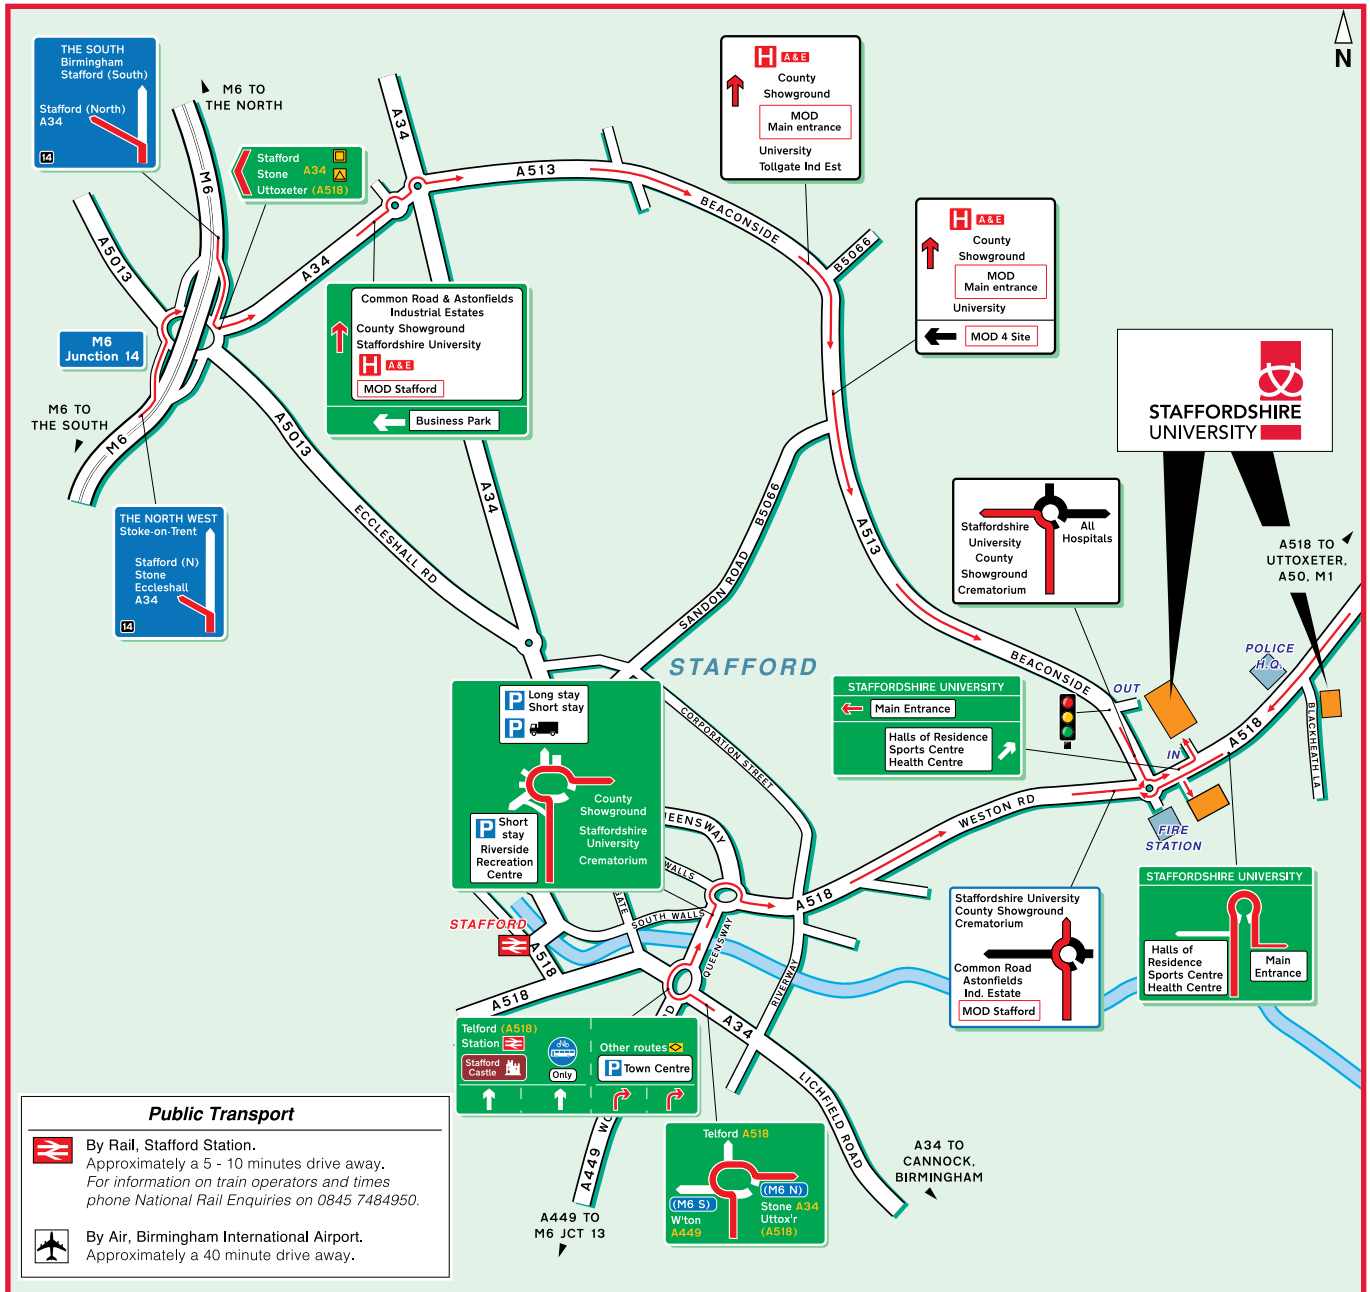 THE SOUTH
Birmingham
Stafford (South)
Stafford (North)
A34
14
M6 TO
THE NORTH
M6
Stafford
Stone A34
Uttoxeter (A518)
A34
A513
BEACONSIDE
H A&E
County
Showground
MOD
Main entrance
University
Tollgate Ind Est
N
B5066
H A&E
County
Showground
MOD
Main entrance
University
MOD 4 Site
A5013
A34
M6
Junction 14
Common Road & Astonfields
Industrial Estates
County Showground
Staffordshire University
H A&E
MOD Stafford
Business Park
M6 TO
THE SOUTH
M6
A5013
ECCLESHALL RD
A34
THE NORTH WEST
Stoke-on-Trent
Stafford (N)
Stone
Eccleshall
A34
14
STAFFORDSHIRE
UNIVERSITY
B5066
SANDON ROAD
A513
BEACONSIDE
Staffordshire
University
County
Showground
Crematorium
All
Hospitals
A518 TO
UTTOXETER,
A50, M1
STAFFORD
POLICE
H.Q.
OUT
IN
A518
BLACKHEATH LA
STAFFORDSHIRE UNIVERSITY
Main Entrance
Halls of Residence
Sports Centre
Health Centre
P Long stay
Short stay
P
County
Showground
Staffordshire
University
Crematorium
P Short
stay
Riverside
Recreation
Centre
CORPORATION STREET
WESTON RD
FIRE
STATION
A518
SOUTH WALLS
QUEENSWAY
RIVERWAY
STAFFORD
A518
A518
A34
LICHFIELD ROAD
Staffordshire University
County Showground
Crematorium
Common Road
Astonfields
Ind. Estate
MOD Stafford
STAFFORDSHIRE UNIVERSITY
Halls of
Residence
Sports Centre
Health Centre
Main
Entrance
Telford (A518)
Station
Stafford
Castle
Only
Other routes
P Town Centre
A449
A449 TO
M6 JCT 13
Telford A518
(M6 S)
W'ton
A449
(M6 N)
Stone A34
Uttox'r
(A518)
A34 TO
CANNOCK,
BIRMINGHAM
Public Transport
By Rail, Stafford Station.
Approximately a 5 - 10 minutes drive away.
For information on train operators and times
phone National Rail Enquiries on 0845 7484950.
By Air, Birmingham International Airport.
Approximately a 40 minute drive away.